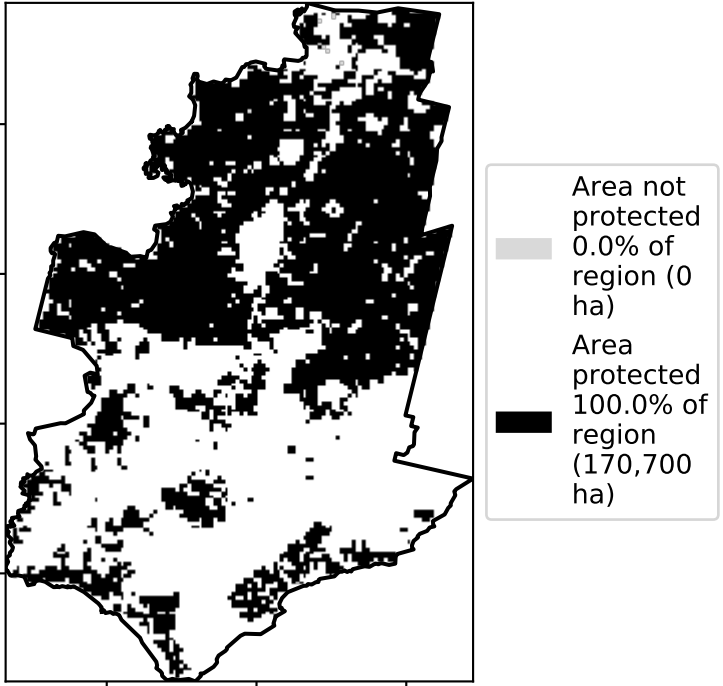 Area not
protected
0.0% of
region (0
ha)
Area
protected
100.0% of
region
(170,700
ha)